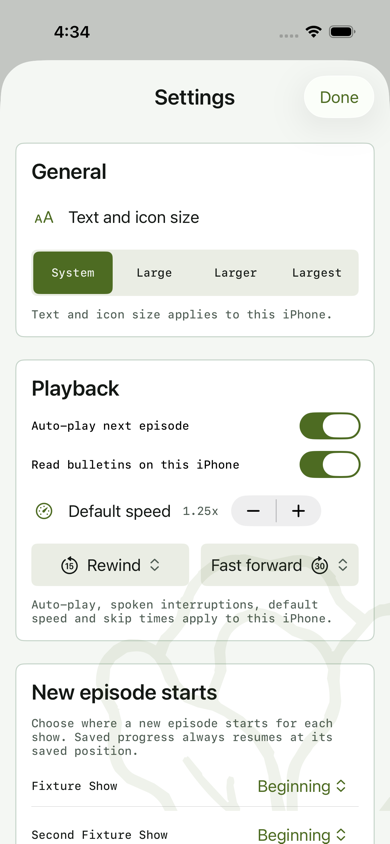 4:34
Settings
Done
General
AA Text and icon size
System Large Larger Largest
Text and icon size applies to this iPhone.
Playback
Auto-play next episode
Read bulletins on this iPhone
Default speed 1.25x − +
15 Rewind Fast forward 30
Auto-play, spoken interruptions, default
speed and skip times apply to this iPhone.
New episode starts
Choose where a new episode starts for each
show. Saved progress always resumes at its
saved position.
Fixture Show Beginning
Second Fixture Show Beginning